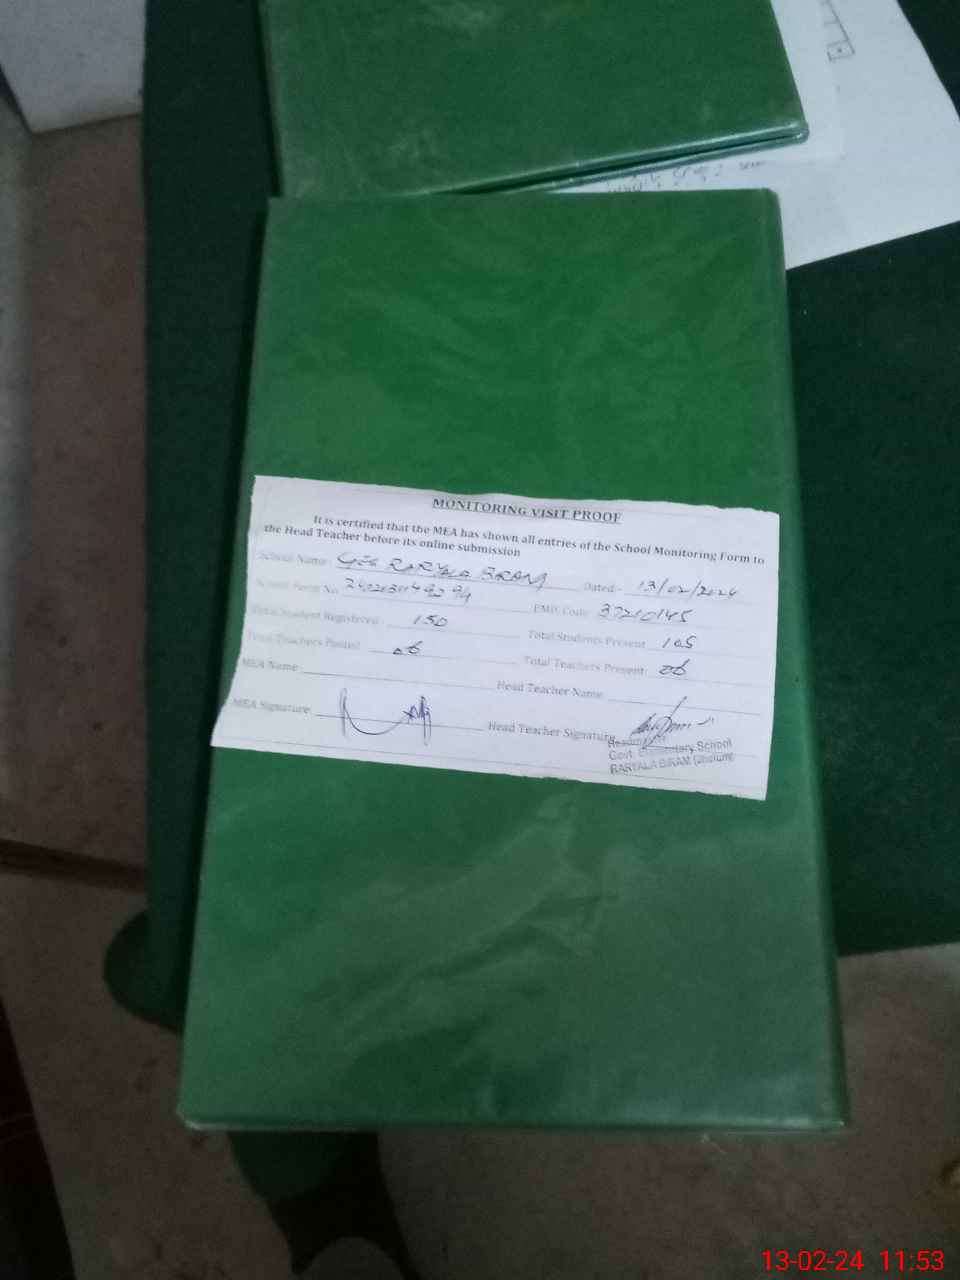 MONITORING VISIT PROOF
It is certified that the MEA has shown all entries of the School Monitoring Form to
the Head Teacher before its online submission
School Name: GES RARYALA BIRAM Dated: 13/02/2024
School Form No EMIS Code: 37210145
Total Student Registered: 150 Total Students Present 105
Total Teachers Posted 06 Total Teachers Present: 06
MEA Name: Head Teacher Name
MEA Signature: Head Teacher Signature
Govt. Elementary School
RARYALA BIRAM (Jhelum)
13-02-24 11:53